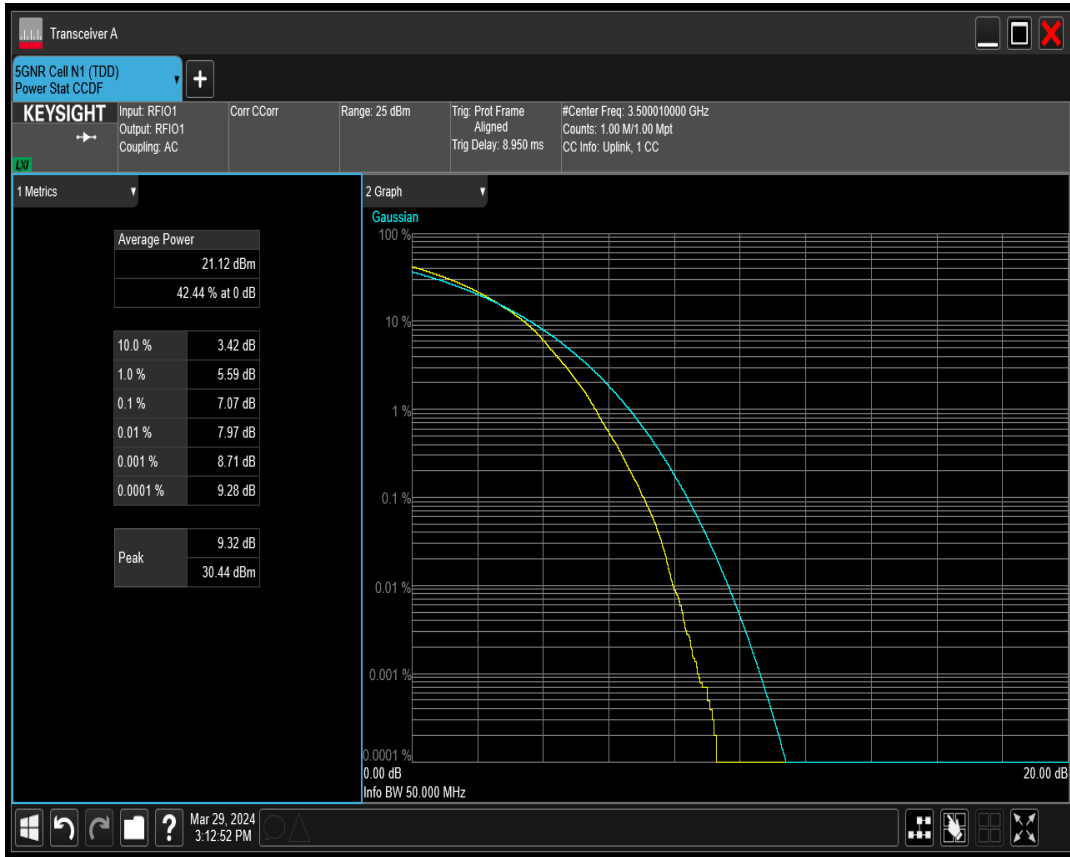 Transceiver A
5GNR Cell N1 (TDD)
Power Stat CCDF
+
KEYSIGHT
LXI
Input: RFIO1
Output: RFIO1
Coupling: AC
Corr CCorr
Range: 25 dBm
Trig: Prot Frame
Aligned
Trig Delay: 8.950 ms
#Center Freq: 3.500010000 GHz
Counts: 1.00 M/1.00 Mpt
CC Info: Uplink, 1 CC
1 Metrics
Average Power
21.12 dBm
42.44 % at 0 dB
10.0 % 3.42 dB
1.0 % 5.59 dB
0.1 % 7.07 dB
0.01 % 7.97 dB
0.001 % 8.71 dB
0.0001 % 9.28 dB
Peak 9.32 dB
30.44 dBm
2 Graph
Gaussian
100 %
10 %
1 %
0.1 %
0.01 %
0.001 %
0.0001 %
0.00 dB 20.00 dB
Info BW 50.000 MHz
?
Mar 29, 2024
3:12:52 PM